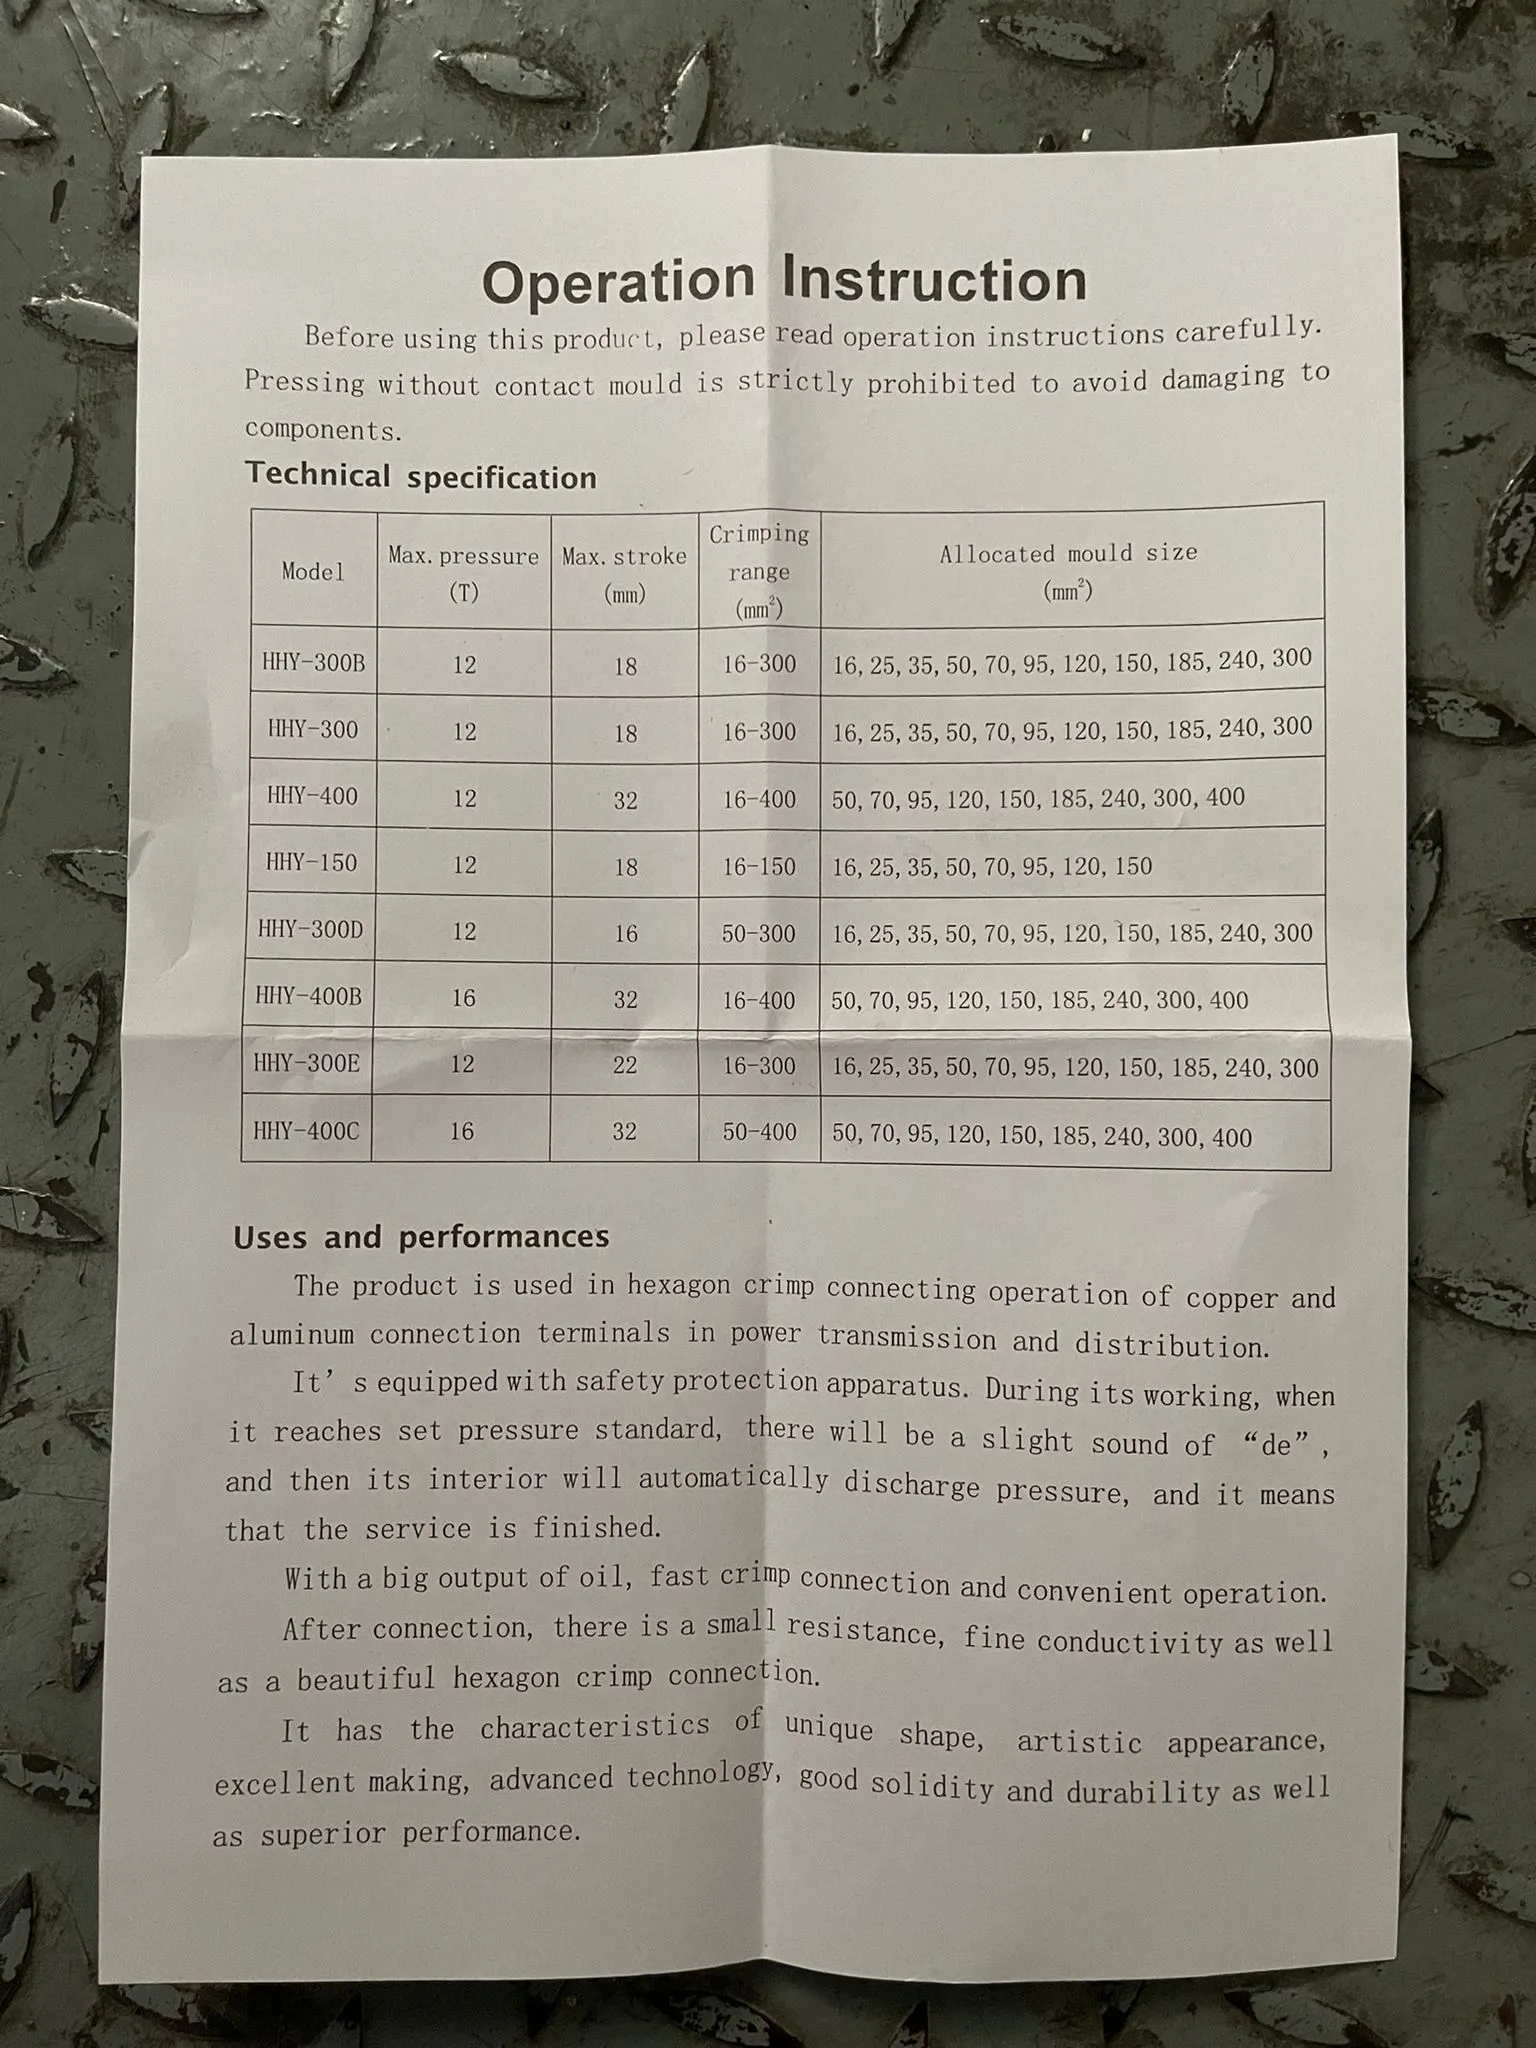 Operation Instruction
Before using this product, please read operation instructions carefully.
Pressing without contact mould is strictly prohibited to avoid damaging to
components.
Technical specification
Model Max. pressure (T) Max. stroke (mm) Crimping range (mm²) Allocated mould size (mm²)
HHY-300B 12 18 16-300 16, 25, 35, 50, 70, 95, 120, 150, 185, 240, 300
HHY-300 12 18 16-300 16, 25, 35, 50, 70, 95, 120, 150, 185, 240, 300
HHY-400 12 32 16-400 50, 70, 95, 120, 150, 185, 240, 300, 400
HHY-150 12 18 16-150 16, 25, 35, 50, 70, 95, 120, 150
HHY-300D 12 16 50-300 16, 25, 35, 50, 70, 95, 120, 150, 185, 240, 300
HHY-400B 16 32 16-400 50, 70, 95, 120, 150, 185, 240, 300, 400
HHY-300E 12 22 16-300 16, 25, 35, 50, 70, 95, 120, 150, 185, 240, 300
HHY-400C 16 32 50-400 50, 70, 95, 120, 150, 185, 240, 300, 400
Uses and performances
The product is used in hexagon crimp connecting operation of copper and
aluminum connection terminals in power transmission and distribution.
It's equipped with safety protection apparatus. During its working, when
it reaches set pressure standard, there will be a slight sound of “de”,
and then its interior will automatically discharge pressure, and it means
that the service is finished.
With a big output of oil, fast crimp connection and convenient operation.
After connection, there is a small resistance, fine conductivity as well
as a beautiful hexagon crimp connection.
It has the characteristics of unique shape, artistic appearance,
excellent making, advanced technology, good solidity and durability as well
as superior performance.